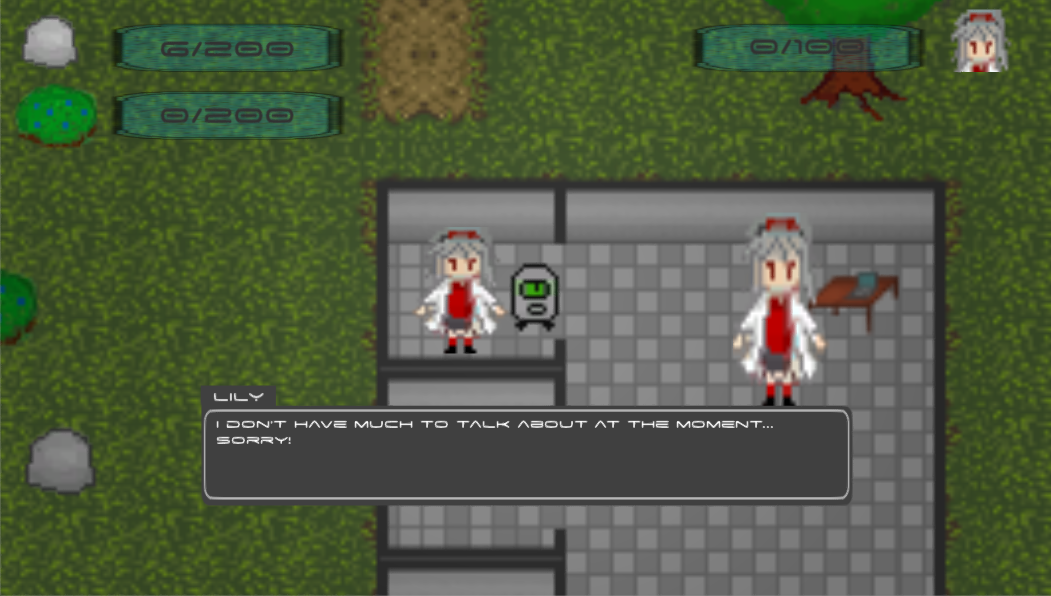 6/200
0/100
0/200
LILY
I DON'T HAVE MUCH TO TALK ABOUT AT THE MOMENT...
SORRY!